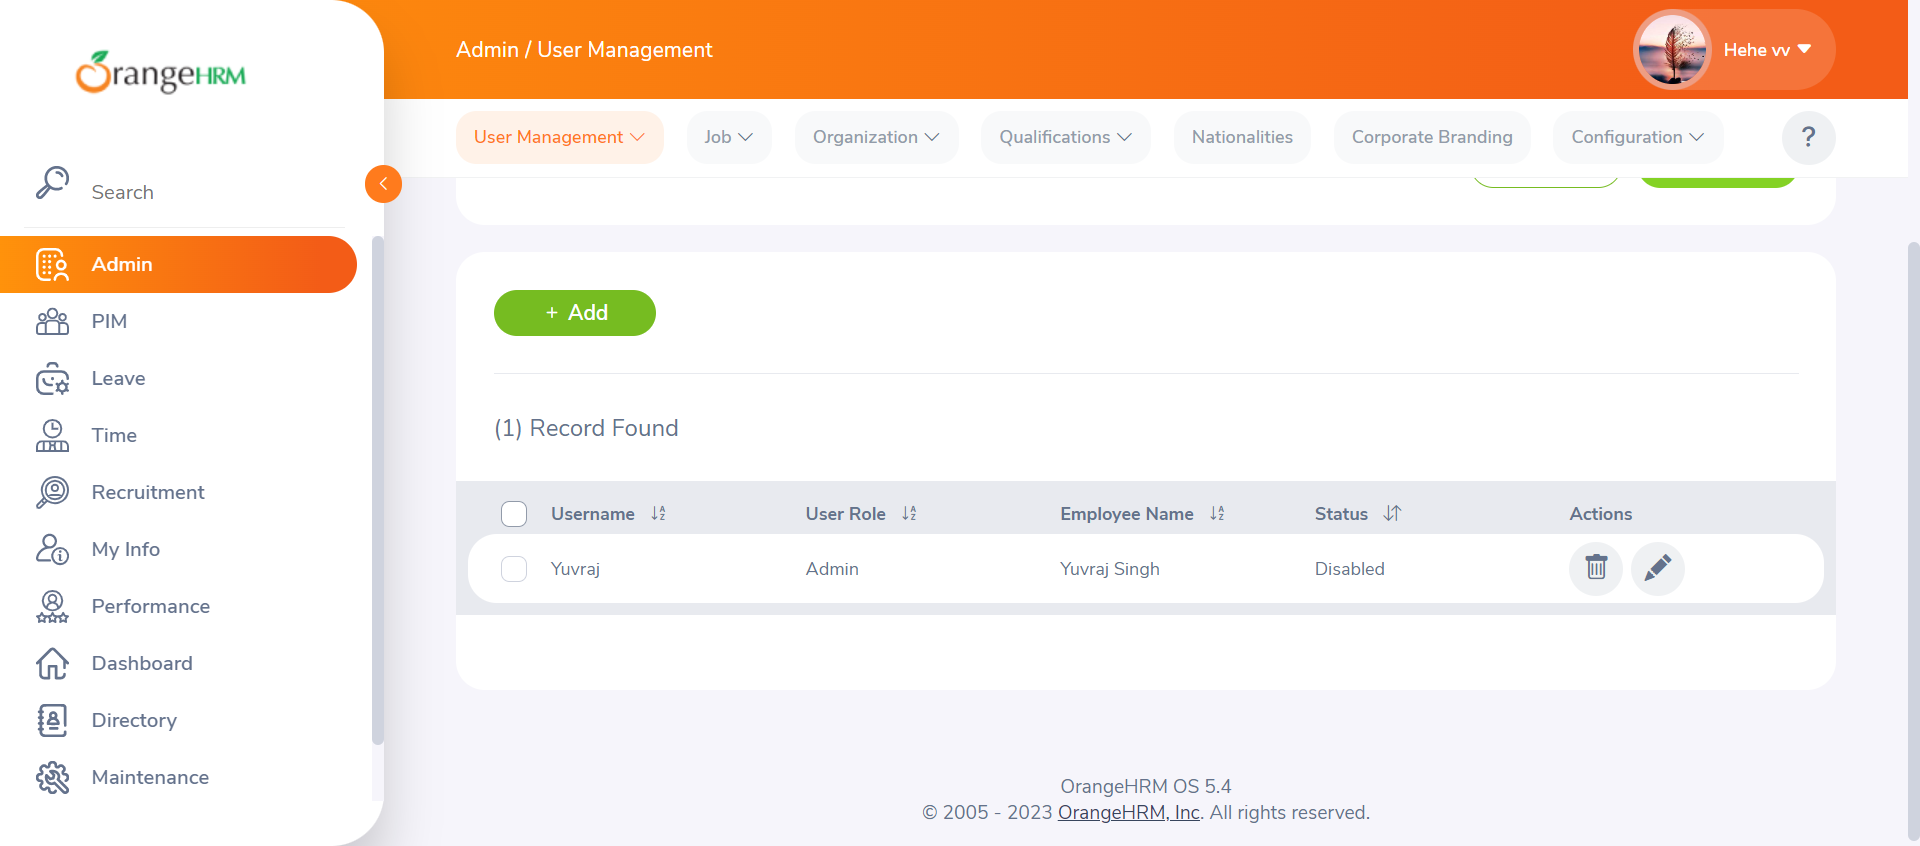 OrangeHRM
Search
Admin
PIM
Leave
Time
Recruitment
My Info
Performance
Dashboard
Directory
Maintenance
Admin / User Management
Hehe vv
User Management
Job
Organization
Qualifications
Nationalities
Corporate Branding
Configuration
?
+ Add
(1) Record Found
Username User Role Employee Name Status Actions
Yuvraj Admin Yuvraj Singh Disabled
OrangeHRM OS 5.4
© 2005 - 2023 OrangeHRM, Inc. All rights reserved.